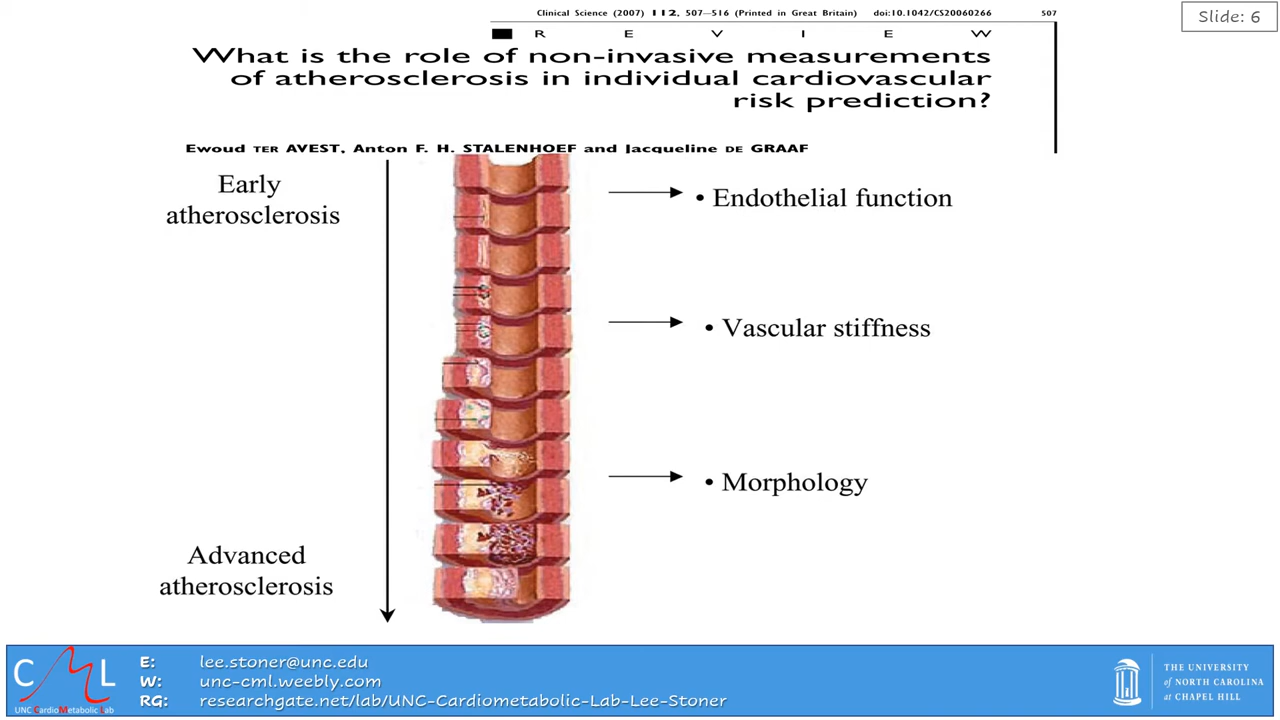 Clinical Science (2007) 112, 507–516 (Printed in Great Britain) doi:10.1042/CS20060266 507
Slide: 6
R E V I E W
What is the role of non-invasive measurements
of atherosclerosis in individual cardiovascular
risk prediction?
Ewoud TER AVEST, Anton F. H. STALENHOEF and Jacqueline DE GRAAF
Early
atherosclerosis
• Endothelial function
• Vascular stiffness
• Morphology
Advanced
atherosclerosis
CML
UNC CardioMetabolic Lab
E: lee.stoner@unc.edu
W: unc-cml.weebly.com
RG: researchgate.net/lab/UNC-Cardiometabolic-Lab-Lee-Stoner
THE UNIVERSITY
of NORTH CAROLINA
at CHAPEL HILL